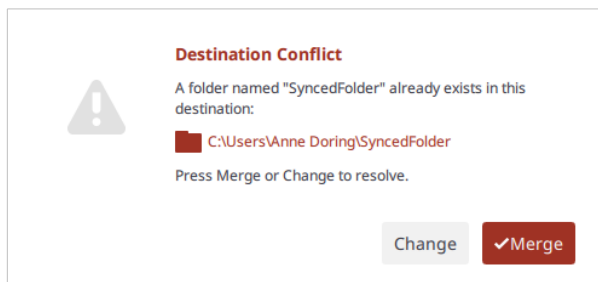 Destination Conflict
A folder named "SyncedFolder" already exists in this
destination:
C:\Users\Anne Doring\SyncedFolder
Press Merge or Change to resolve.
Change
Merge